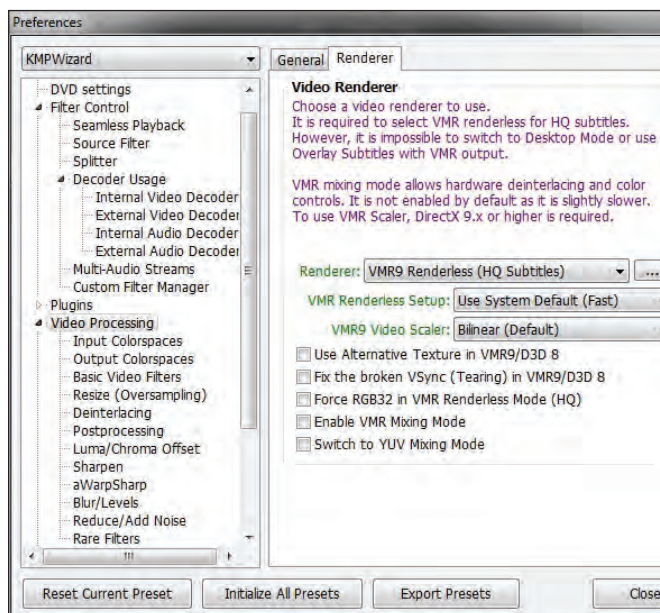 Preferences
KMPWizard
DVD settings
Filter Control
Seamless Playback
Source Filter
Splitter
Decoder Usage
Internal Video Decoder
External Video Decoder
Internal Audio Decoder
External Audio Decoder
Multi-Audio Streams
Custom Filter Manager
Plugins
Video Processing
Input Colorspaces
Output Colorspaces
Basic Video Filters
Resize (Oversampling)
Deinterlacing
Postprocessing
Luma/Chroma Offset
Sharpen
aWarpSharp
Blur/Levels
Reduce/Add Noise
Rare Filters
General
Renderer
Video Renderer
Choose a video renderer to use.
It is required to select VMR renderless for HQ subtitles.
However, it is impossible to switch to Desktop Mode or use
Overlay Subtitles with VMR output.
VMR mixing mode allows hardware deinterlacing and color
controls. It is not enabled by default as it is slightly slower.
To use VMR Scaler, DirectX 9.x or higher is required.
Renderer: VMR9 Renderless (HQ Subtitles) ...
VMR Renderless Setup: Use System Default (Fast)
VMR9 Video Scaler: Bilinear (Default)
Use Alternative Texture in VMR9/D3D 8
Fix the broken VSync (Tearing) in VMR9/D3D 8
Force RGB32 in VMR Renderless Mode (HQ)
Enable VMR Mixing Mode
Switch to YUV Mixing Mode
Reset Current Preset
Initialize All Presets
Export Presets
Close